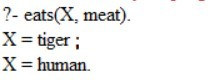 ?- eats(X, meat).
X = tiger ;
X = human.